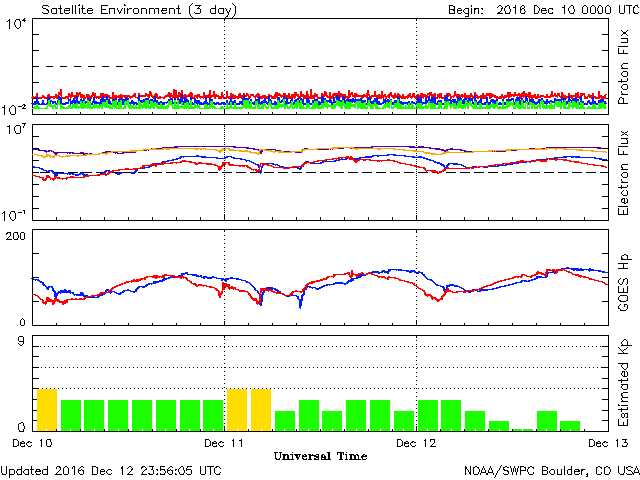 Satellite Environment (3 day) Begin: 2016 Dec 10 0000 UTC
10⁴
10⁻²
Proton Flux
10⁷
10⁻¹
Electron Flux
200
0
GOES Hp
9
0
Estimated Kp
Dec 10 Dec 11 Dec 12 Dec 13
Universal Time
Updated 2016 Dec 12 23:56:05 UTC NOAA/SWPC Boulder, CO USA